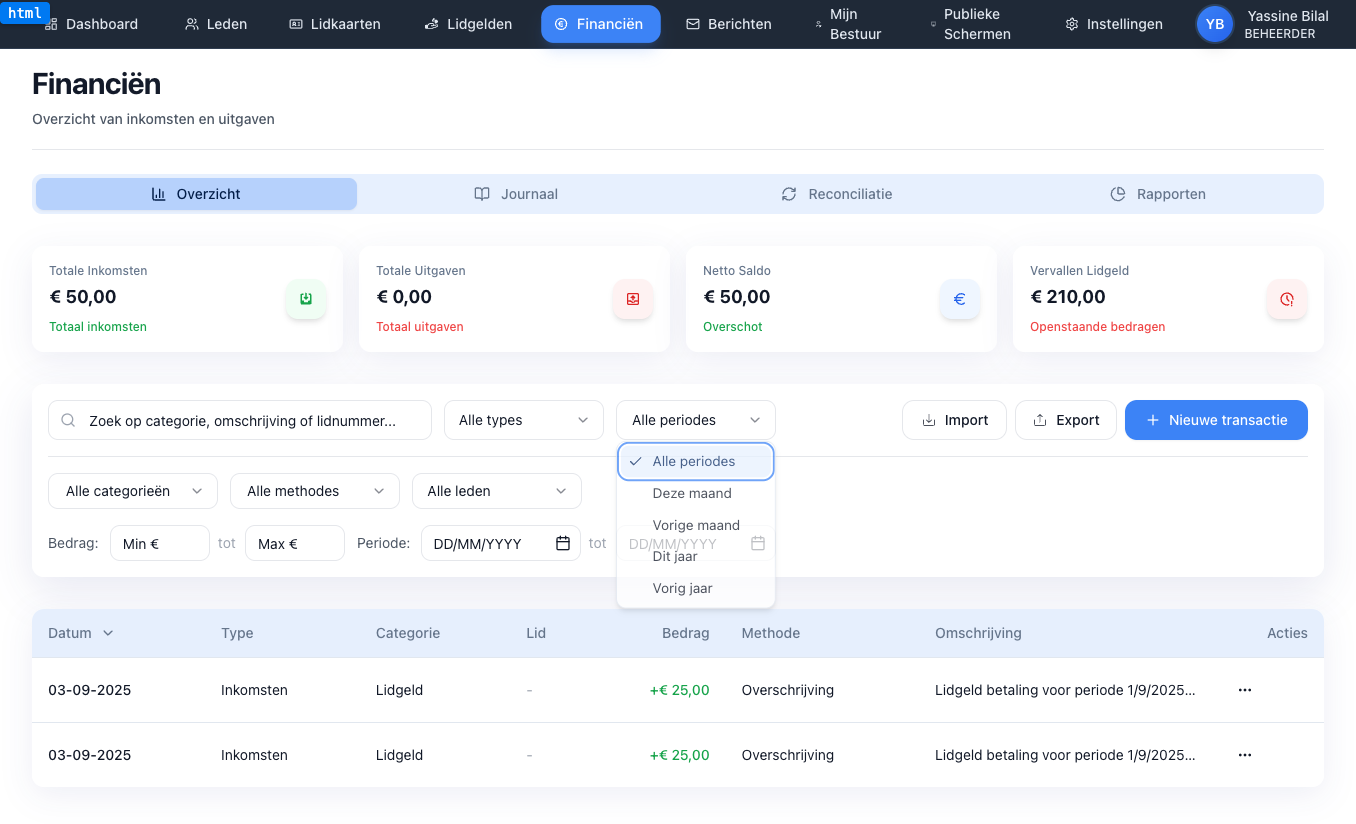 html
Dashboard
Leden
Lidkaarten
Lidgelden
Financiën
Berichten
Mijn
Bestuur
Publieke
Schermen
Instellingen
YB
Yassine Bilal
BEHEERDER
Financiën
Overzicht van inkomsten en uitgaven
Overzicht
Journaal
Reconciliatie
Rapporten
Totale Inkomsten
€ 50,00
Totaal inkomsten
Totale Uitgaven
€ 0,00
Totaal uitgaven
Netto Saldo
€ 50,00
Overschot
Vervallen Lidgeld
€ 210,00
Openstaande bedragen
Zoek op categorie, omschrijving of lidnummer...
Alle types
Alle periodes
Import
Export
Nieuwe transactie
Alle periodes
Deze maand
Vorige maand
Dit jaar
Vorig jaar
Alle categorieën
Alle methodes
Alle leden
Bedrag:
Min €
tot
Max €
Periode:
DD/MM/YYYY
tot
DD/MM/YYYY
Datum Type Categorie Lid Bedrag Methode Omschrijving Acties
03-09-2025 Inkomsten Lidgeld - +€ 25,00 Overschrijving Lidgeld betaling voor periode 1/9/2025...
03-09-2025 Inkomsten Lidgeld - +€ 25,00 Overschrijving Lidgeld betaling voor periode 1/9/2025...